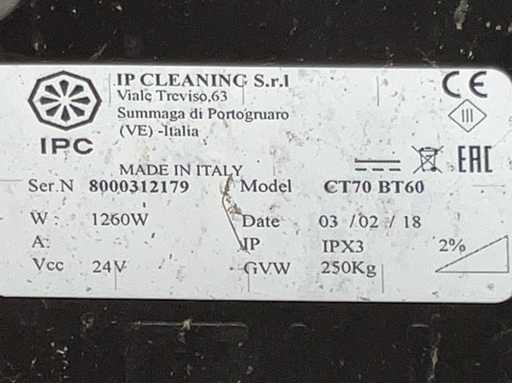 IP CLEANING S.r.l
Viale Treviso,63
Summaga di Portogruaro
(VE) -Italia
IPC
CE
III
EAC
MADE IN ITALY
Ser.N 8000312179 Model CT70 BT60
W: 1260W Date 03 /02 / 18
A: IP IPX3 2%
Vcc 24V GVW 250Kg